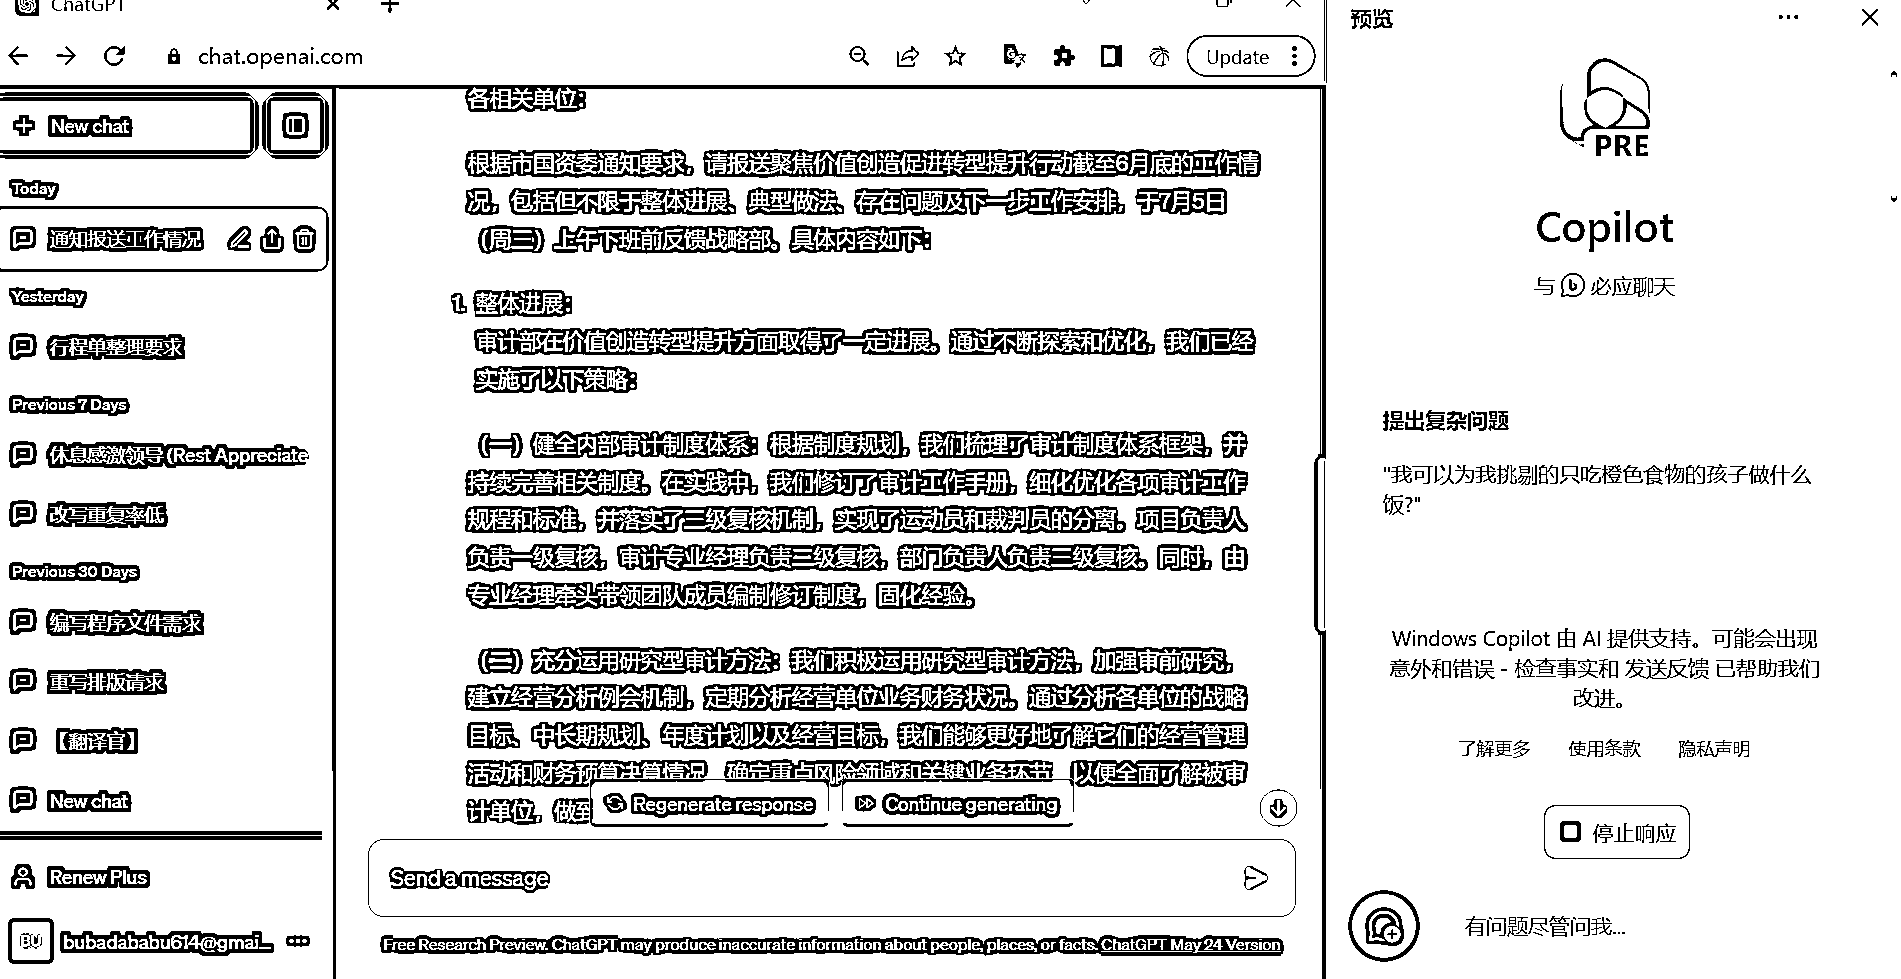 ChatGPT
chat.openai.com
Update
New chat
Today
通知报送工作情况
Yesterday
行程单整理要求
Previous 7 Days
休息感激领导 (Rest Appreciate
改写重复率低
Previous 30 Days
编写程序文件需求
重写排版请求
【翻译官】
New chat
Renew Plus
BU
bubadababu614@gmai...
各相关单位：
根据市国资委通知要求，请报送聚焦价值创造促进转型提升行动截至6月底的工作情
况，包括但不限于整体进展、典型做法、存在问题及下一步工作安排，于7月5日
（周三）上午下班前反馈战略部。具体内容如下：
1. 整体进展：
审计部在价值创造转型提升方面取得了一定进展。通过不断探索和优化，我们已经
实施了以下策略：
（一）健全内部审计制度体系：根据制度规划，我们梳理了审计制度体系框架，并
持续完善相关制度。在实践中，我们修订了审计工作手册，细化优化各项审计工作
规程和标准，并落实了三级复核机制，实现了运动员和裁判员的分离。项目负责人
负责一级复核，审计专业经理负责二级复核，部门负责人负责三级复核。同时，由
专业经理牵头带领团队成员编制修订制度，固化经验。
（二）充分运用研究型审计方法：我们积极运用研究型审计方法，加强审前研究，
建立经营分析例会机制，定期分析经营单位业务财务状况。通过分析各单位的战略
目标、中长期规划、年度计划以及经营目标，我们能够更好地了解它们的经营管理
活动和财务预算决算情况，确定重点风险领域和关键业务环节，以便全面了解被审
计单位，做到
Regenerate response
Continue generating
Send a message
Free Research Preview. ChatGPT may produce inaccurate information about people, places, or facts. ChatGPT May 24 Version
预览
PRE
Copilot
与 b 必应聊天
提出复杂问题
"我可以为我挑剔的只吃橙色食物的孩子做什么
饭?"
Windows Copilot 由 AI 提供支持。可能会出现
意外和错误 - 检查事实和 发送反馈 已帮助我们
改进。
了解更多 使用条款 隐私声明
停止响应
有问题尽管问我...